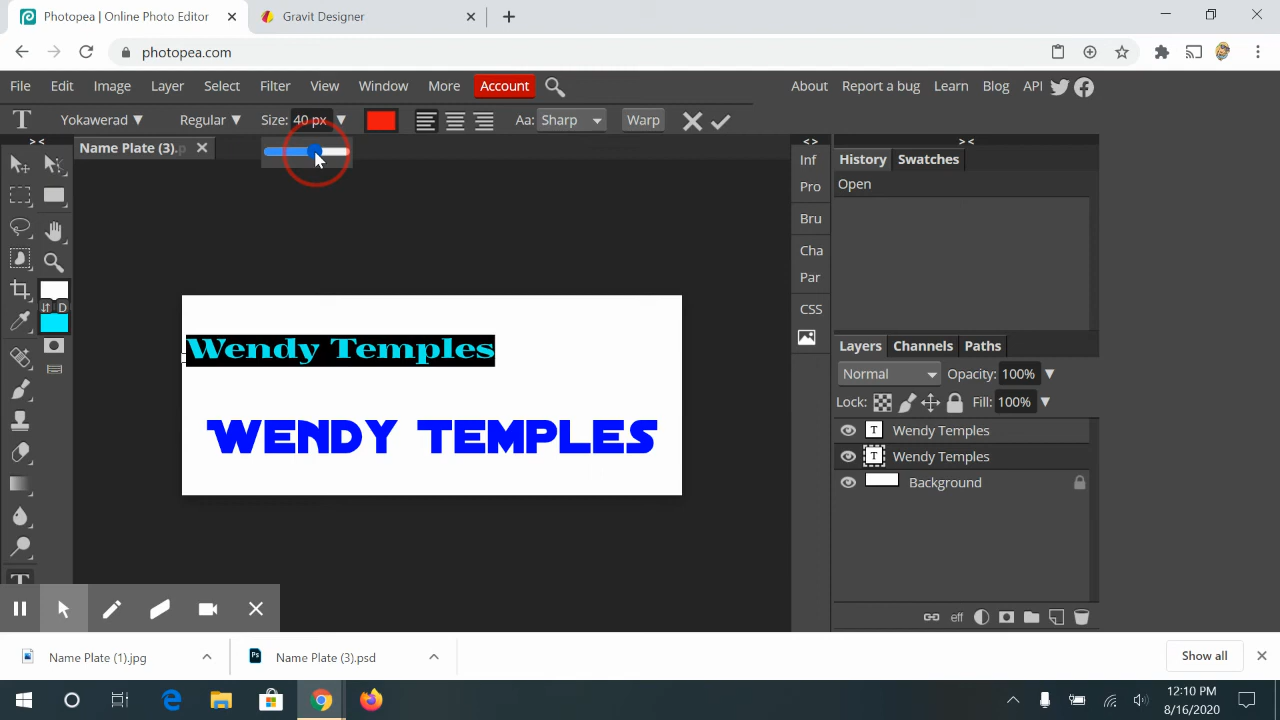 Photopea | Online Photo Editor
Gravit Designer
photopea.com
File Edit Image Layer Select Filter View Window More Account
About Report a bug Learn Blog API
T Yokawerad Regular Size: 40 px Aa: Sharp Warp
Name Plate (3).p
> <
< >
> <
Inf
Pro
Bru
Cha
Par
CSS
History Swatches
Open
D
Wendy Temples
WENDY TEMPLES
Layers Channels Paths
Normal Opacity: 100%
Lock: Fill: 100%
T Wendy Temples
T Wendy Temples
Background
eff
Name Plate (1).jpg
Ps Name Plate (3).psd
Show all
12:10 PM
8/16/2020